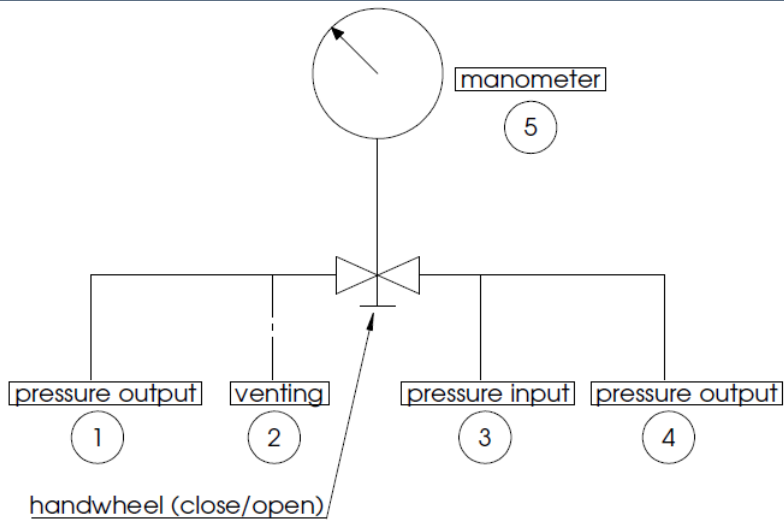 manometer
5
pressure output
venting
pressure input
pressure output
1
2
3
4
handwheel (close/open)